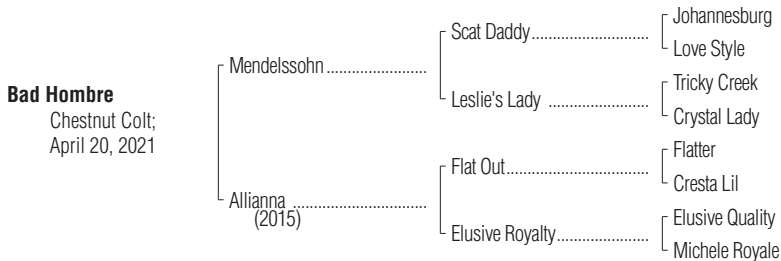 Bad Hombre
Chestnut Colt;
April 20, 2021
Mendelssohn
Allianna
(2015)
Scat Daddy
Leslie's Lady
Flat Out
Elusive Royalty
Johannesburg
Love Style
Tricky Creek
Crystal Lady
Flatter
Cresta Lil
Elusive Quality
Michele Royale